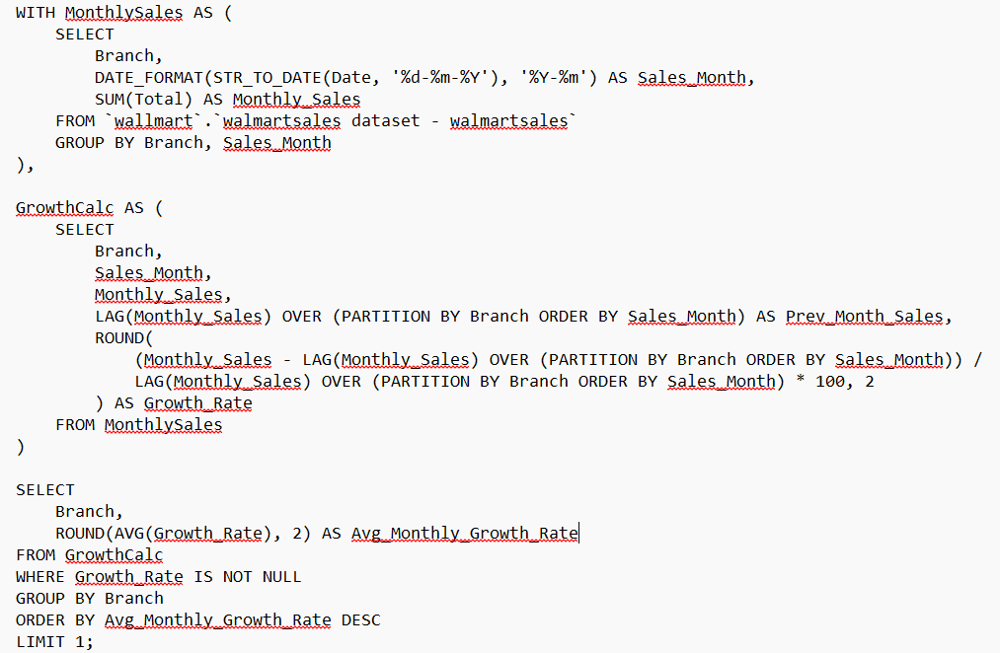 WITH MonthlySales AS (
    SELECT
        Branch,
        DATE_FORMAT(STR_TO_DATE(Date, '%d-%m-%Y'), '%Y-%m') AS Sales_Month,
        SUM(Total) AS Monthly_Sales
    FROM `wallmart`.`walmartsales dataset - walmartsales`
    GROUP BY Branch, Sales_Month
),
GrowthCalc AS (
    SELECT
        Branch,
        Sales_Month,
        Monthly_Sales,
        LAG(Monthly_Sales) OVER (PARTITION BY Branch ORDER BY Sales_Month) AS Prev_Month_Sales,
        ROUND(
            (Monthly_Sales - LAG(Monthly_Sales) OVER (PARTITION BY Branch ORDER BY Sales_Month)) /
            LAG(Monthly_Sales) OVER (PARTITION BY Branch ORDER BY Sales_Month) * 100, 2
        ) AS Growth_Rate
    FROM MonthlySales
)
SELECT
    Branch,
    ROUND(AVG(Growth_Rate), 2) AS Avg_Monthly_Growth_Rate
FROM GrowthCalc
WHERE Growth_Rate IS NOT NULL
GROUP BY Branch
ORDER BY Avg_Monthly_Growth_Rate DESC
LIMIT 1;